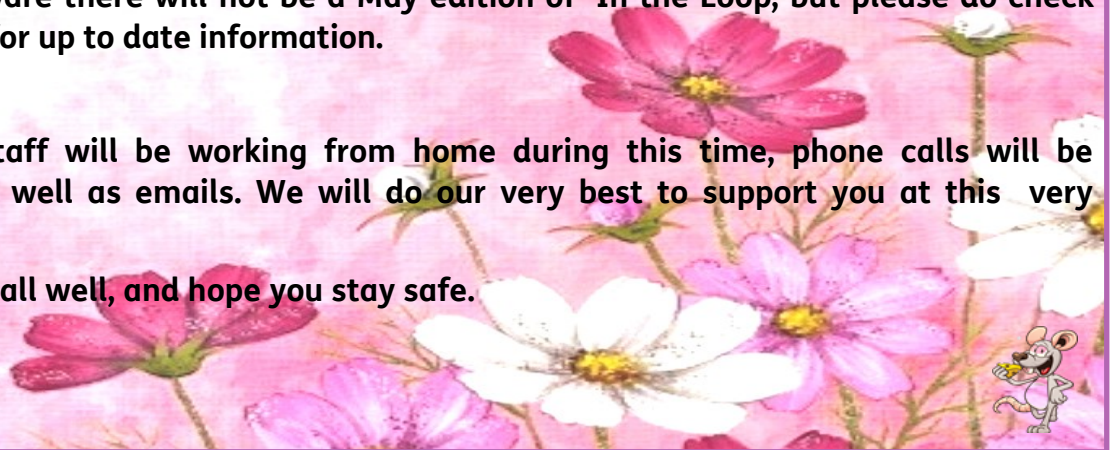 are there will not be a May edition of 'In the Loop, but please do check
or up to date information.
taff will be working from home during this time, phone calls will be
well as emails. We will do our very best to support you at this very
all well, and hope you stay safe.